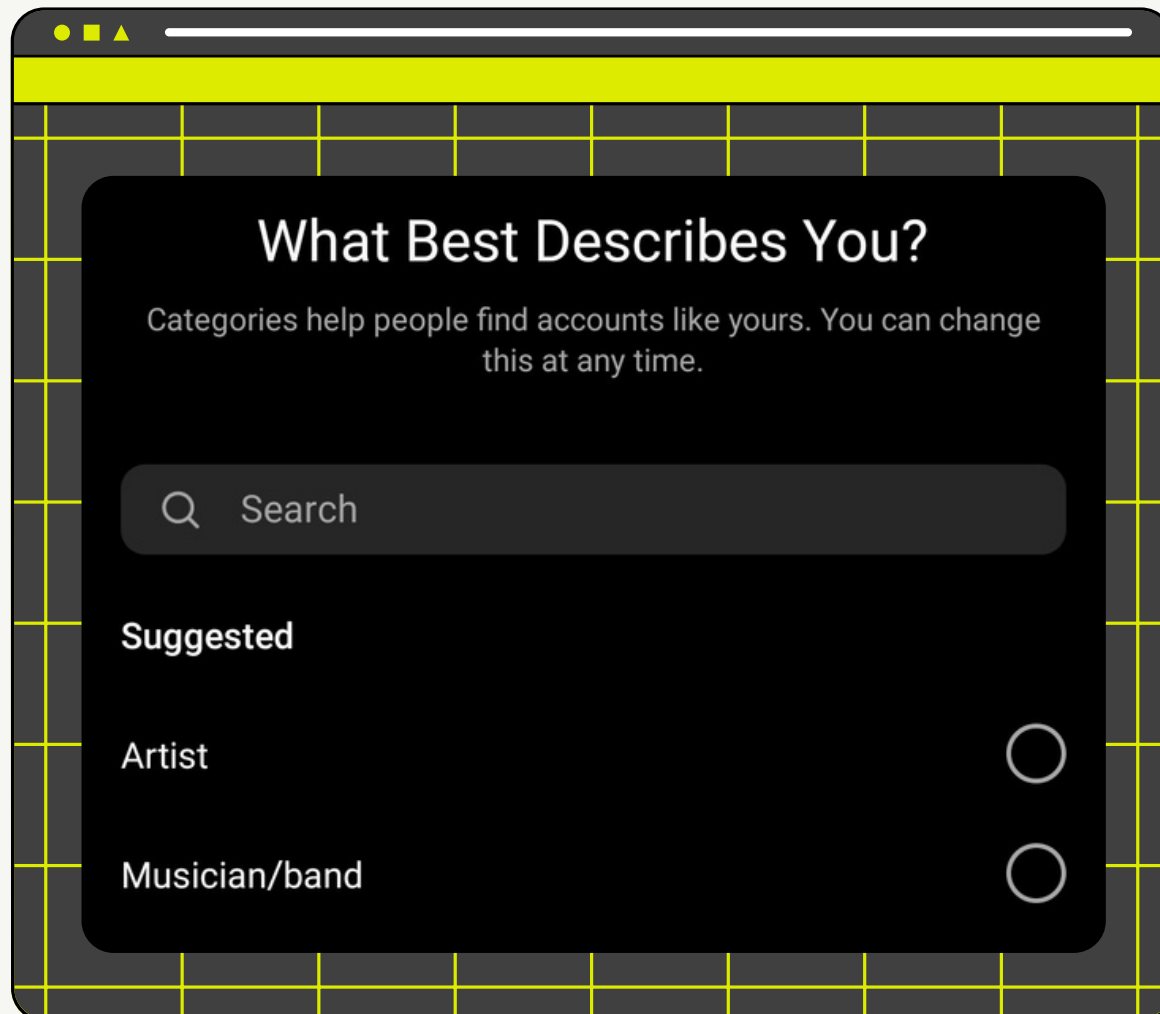 What Best Describes You?
Categories help people find accounts like yours. You can change
this at any time.
Search
Suggested
Artist
Musician/band